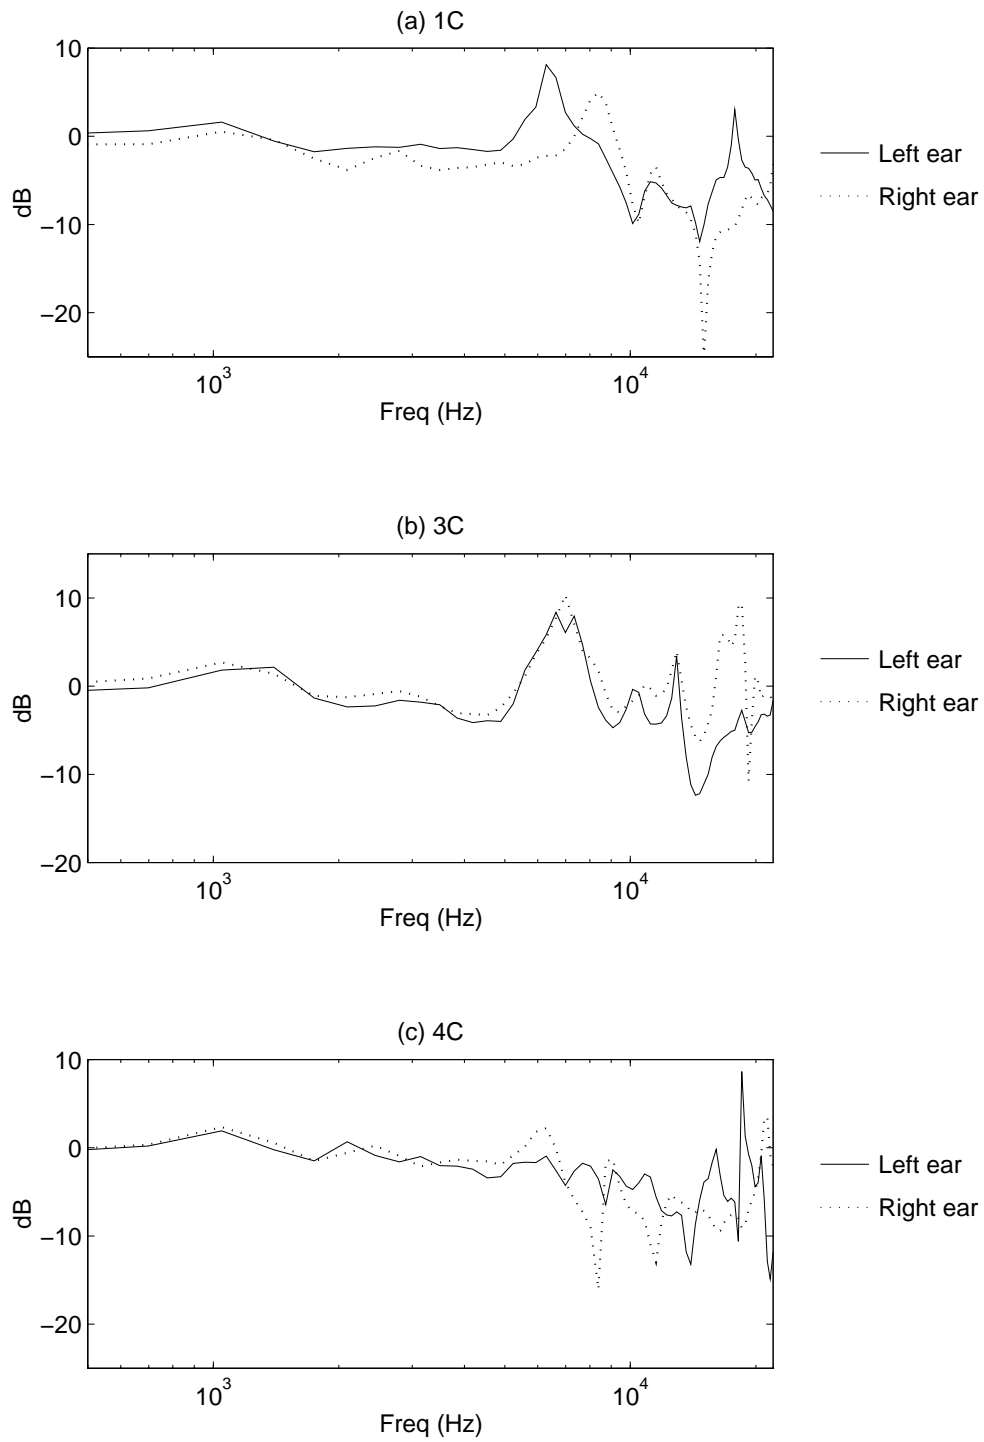 (a) 1C
10
0
−10
−20
dB
10^3
10^4
Freq (Hz)
Left ear
Right ear
(b) 3C
10
0
−10
−20
dB
10^3
10^4
Freq (Hz)
Left ear
Right ear
(c) 4C
10
0
−10
−20
dB
10^3
10^4
Freq (Hz)
Left ear
Right ear